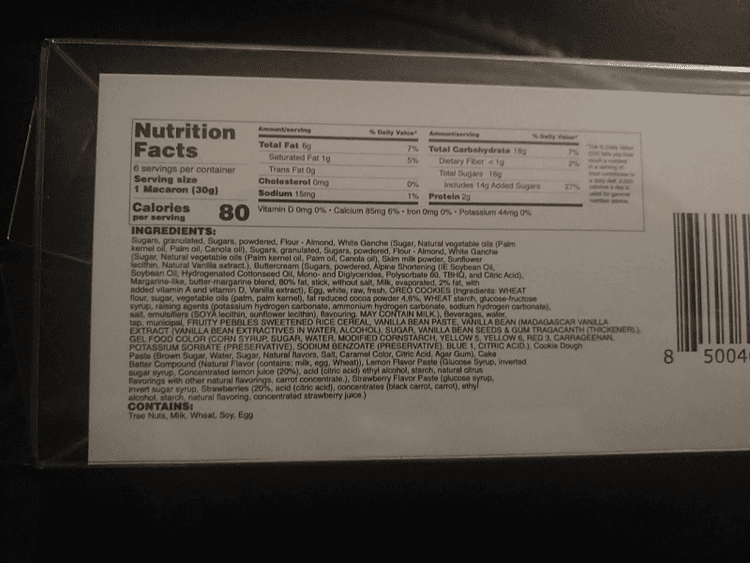 Nutrition
Facts
6 servings per container
Serving size
1 Macaron (30g)
Calories
per serving
80
Amount/serving % Daily Value*
Total Fat 6g 7%
Saturated Fat 1g 5%
Trans Fat 0g
Cholesterol 0mg 0%
Sodium 15mg 1%
Amount/serving % Daily Value*
Total Carbohydrate 18g 7%
Dietary Fiber <1g 2%
Total Sugars 16g
Includes 14g Added Sugars 27%
Protein 2g
Vitamin D 0mg 0% • Calcium 85mg 6% • Iron 0mg 0% • Potassium 44mg 0%
INGREDIENTS:
Sugars, granulated, Sugars, powdered, Flour - Almond, White Ganche (Sugar, Natural vegetable oils (Palm
kernel oil, Palm oil, Canola oil), Sugars, granulated, Sugars, powdered, Flour - Almond, White Ganche
(Sugar, Natural vegetable oils (Palm kernel oil, Palm oil, Canola oil), Skim milk powder, Sunflower
lecithin, Natural Vanilla extract.), Buttercream (Sugars, powdered, Alpine Shortening (IE Soybean Oil,
Soybean Oil, Hydrogenated Cottonseed Oil, Mono- and Diglycerides, Polysorbate 60, TBHQ, and Citric Acid),
Margarine-like, butter-margarine blend, 80% fat, stick, without salt, Milk, evaporated, 2% fat, with
added vitamin A and vitamin D, Vanilla extract), Egg, white, raw, fresh, OREO COOKIES (Ingredients: WHEAT
flour, sugar, vegetable oils (palm, palm kernel), fat reduced cocoa powder 4,6%, WHEAT starch, glucose-fructose
syrup, raising agents (potassium hydrogen carbonate, ammonium hydrogen carbonate, sodium hydrogen carbonate),
salt, emulsifiers (SOYA lecithin, sunflower lecithin), flavouring. MAY CONTAIN MILK.), Beverages, water,
tap, municipal, FRUITY PEBBLES SWEETENED RICE CEREAL, VANILLA BEAN PASTE, VANILLA BEAN (MADAGASCAR VANILLA
EXTRACT (VANILLA BEAN EXTRACTIVES IN WATER, ALCOHOL), SUGAR, VANILLA BEAN SEEDS & GUM TRAGACANTH (THICKENER).),
GEL FOOD COLOR (CORN SYRUP, SUGAR, WATER, MODIFIED CORNSTARCH, YELLOW 5, YELLOW 6, RED 3, CARRAGEENAN,
POTASSIUM SORBATE (PRESERVATIVE), SODIUM BENZOATE (PRESERVATIVE), BLUE 1, CITRIC ACID.), Cookie Dough
Paste (Brown Sugar, Water, Sugar, Natural flavors, Salt, Caramel Color, Citric Acid, Agar Gum), Cake
Batter Compound (Natural Flavor (contains: milk, egg, Wheat)), Lemon Flavor Paste (Glucose Syrup, inverted
sugar syrup, Concentrated lemon juice (20%), acid (citric acid) ethyl alcohol, starch, natural citrus
flavorings with other natural flavorings, carrot concentrate.), Strawberry Flavor Paste (glucose syrup,
invert sugar syrup, Strawberries (20%, acid (citric acid), concentrates (black carrot, carrot), ethyl
alcohol, starch, natural flavoring, concentrated strawberry juice.)
CONTAINS:
Tree Nuts, Milk, Wheat, Soy, Egg
8 5004